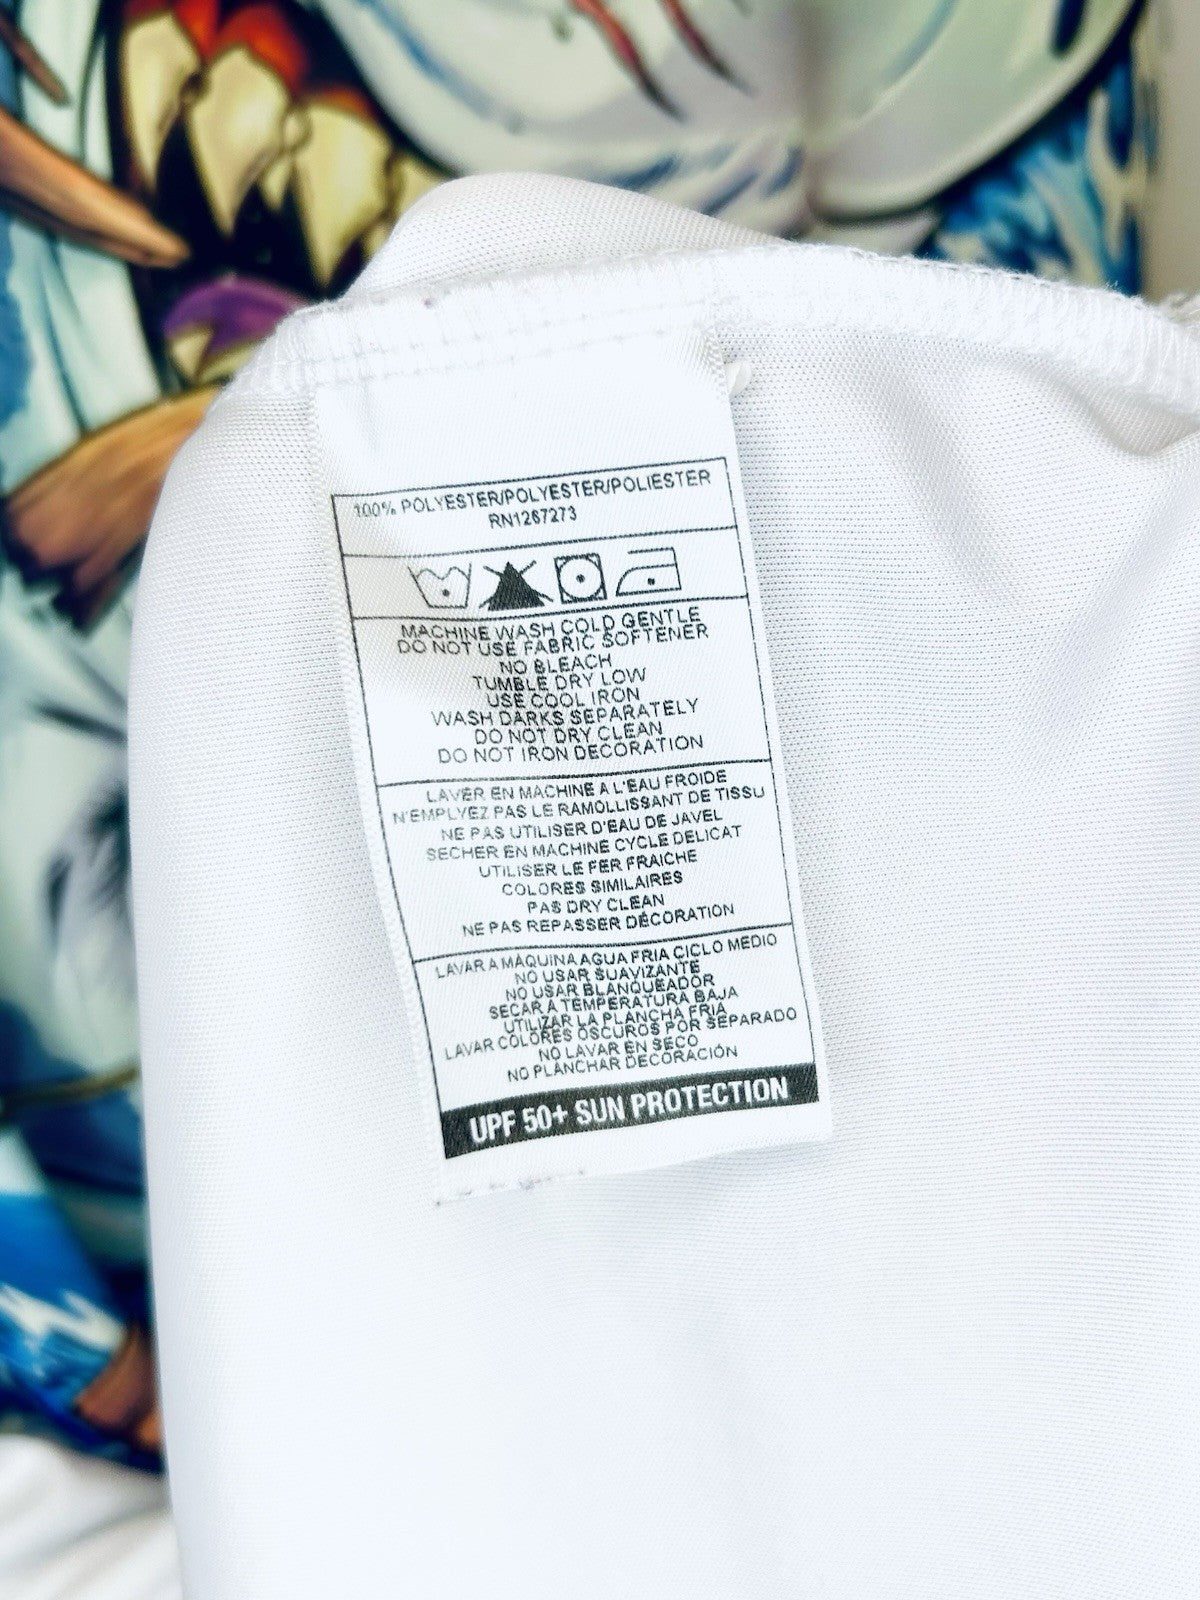 100% POLYESTER/POLYESTER/POLIESTER
RN1267273
MACHINE WASH COLD GENTLE
DO NOT USE FABRIC SOFTENER
NO BLEACH
TUMBLE DRY LOW
USE COOL IRON
WASH DARKS SEPARATELY
DO NOT DRY CLEAN
DO NOT IRON DECORATION
LAVER EN MACHINE A L'EAU FROIDE
N'EMPLYEZ PAS LE RAMOLLISSANT DE TISSU
NE PAS UTILISER D'EAU DE JAVEL
SECHER EN MACHINE CYCLE DELICAT
UTILISER LE FER FRAICHE
COLORES SIMILAIRES
PAS DRY CLEAN
NE PAS REPASSER DÉCORATION
LAVAR A MÁQUINA AGUA FRIA CICLO MEDIO
NO USAR SUAVIZANTE
NO USAR BLANQUEADOR
SECAR A TEMPERATURA BAJA
UTILIZAR LA PLANCHA FRIA
LAVAR COLORES OSCUROS POR SEPARADO
NO LAVAR EN SECO
NO PLANCHAR DECORACIÓN
UPF 50+ SUN PROTECTION